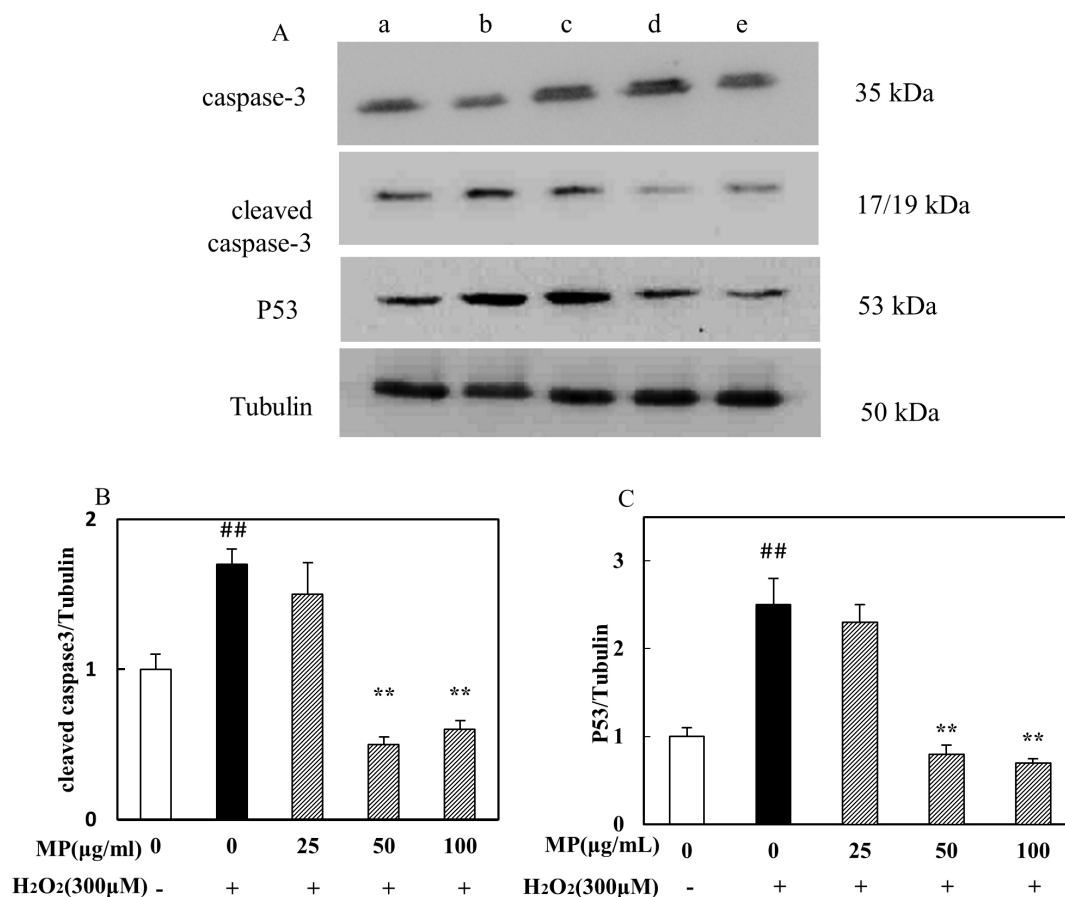 A a b c d e
caspase-3 35 kDa
cleaved
caspase-3
17/19 kDa
P53 53 kDa
Tubulin 50 kDa
B
##
**
**
cleaved caspase3/Tubulin
2
1
0
MP(μg/ml) 0 0 25 50 100
H₂O₂(300μM) - + + + +
C
##
**
**
P53/Tubulin
3
2
1
0
MP(μg/mL) 0 0 25 50 100
H₂O₂(300μM) - + + + +